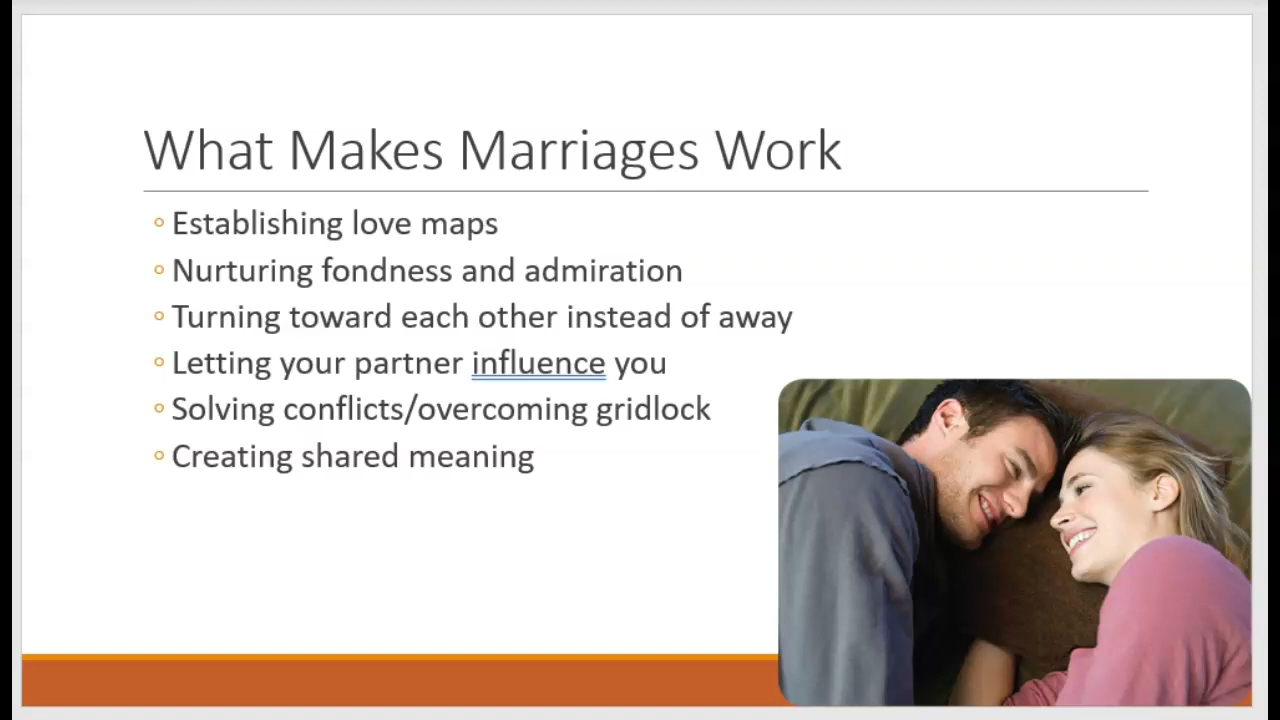 What Makes Marriages Work
Establishing love maps
Nurturing fondness and admiration
Turning toward each other instead of away
Letting your partner influence you
Solving conflicts/overcoming gridlock
Creating shared meaning